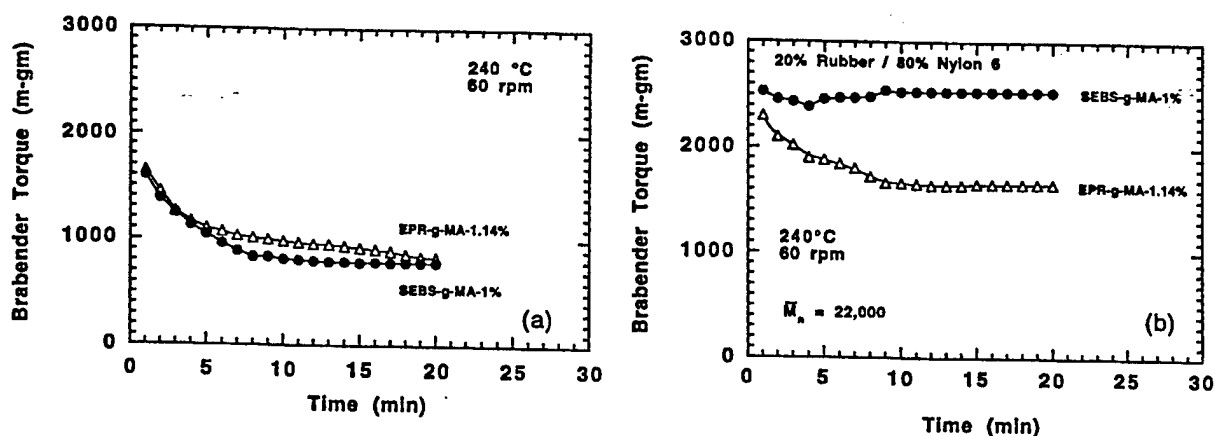 3000
2000
1000
0
Brabender Torque (m-gm)
240 °C
60 rpm
EPR-g-MA-1.14%
SEBS-g-MA-1%
(a)
0 5 10 15 20 25 30
Time (min)
3000
2000
1000
0
Brabender Torque (m-gm)
20% Rubber / 80% Nylon 6
SEBS-g-MA-1%
EPR-g-MA-1.14%
240°C
60 rpm
M̄n = 22,000
(b)
0 5 10 15 20 25 30
Time (min)